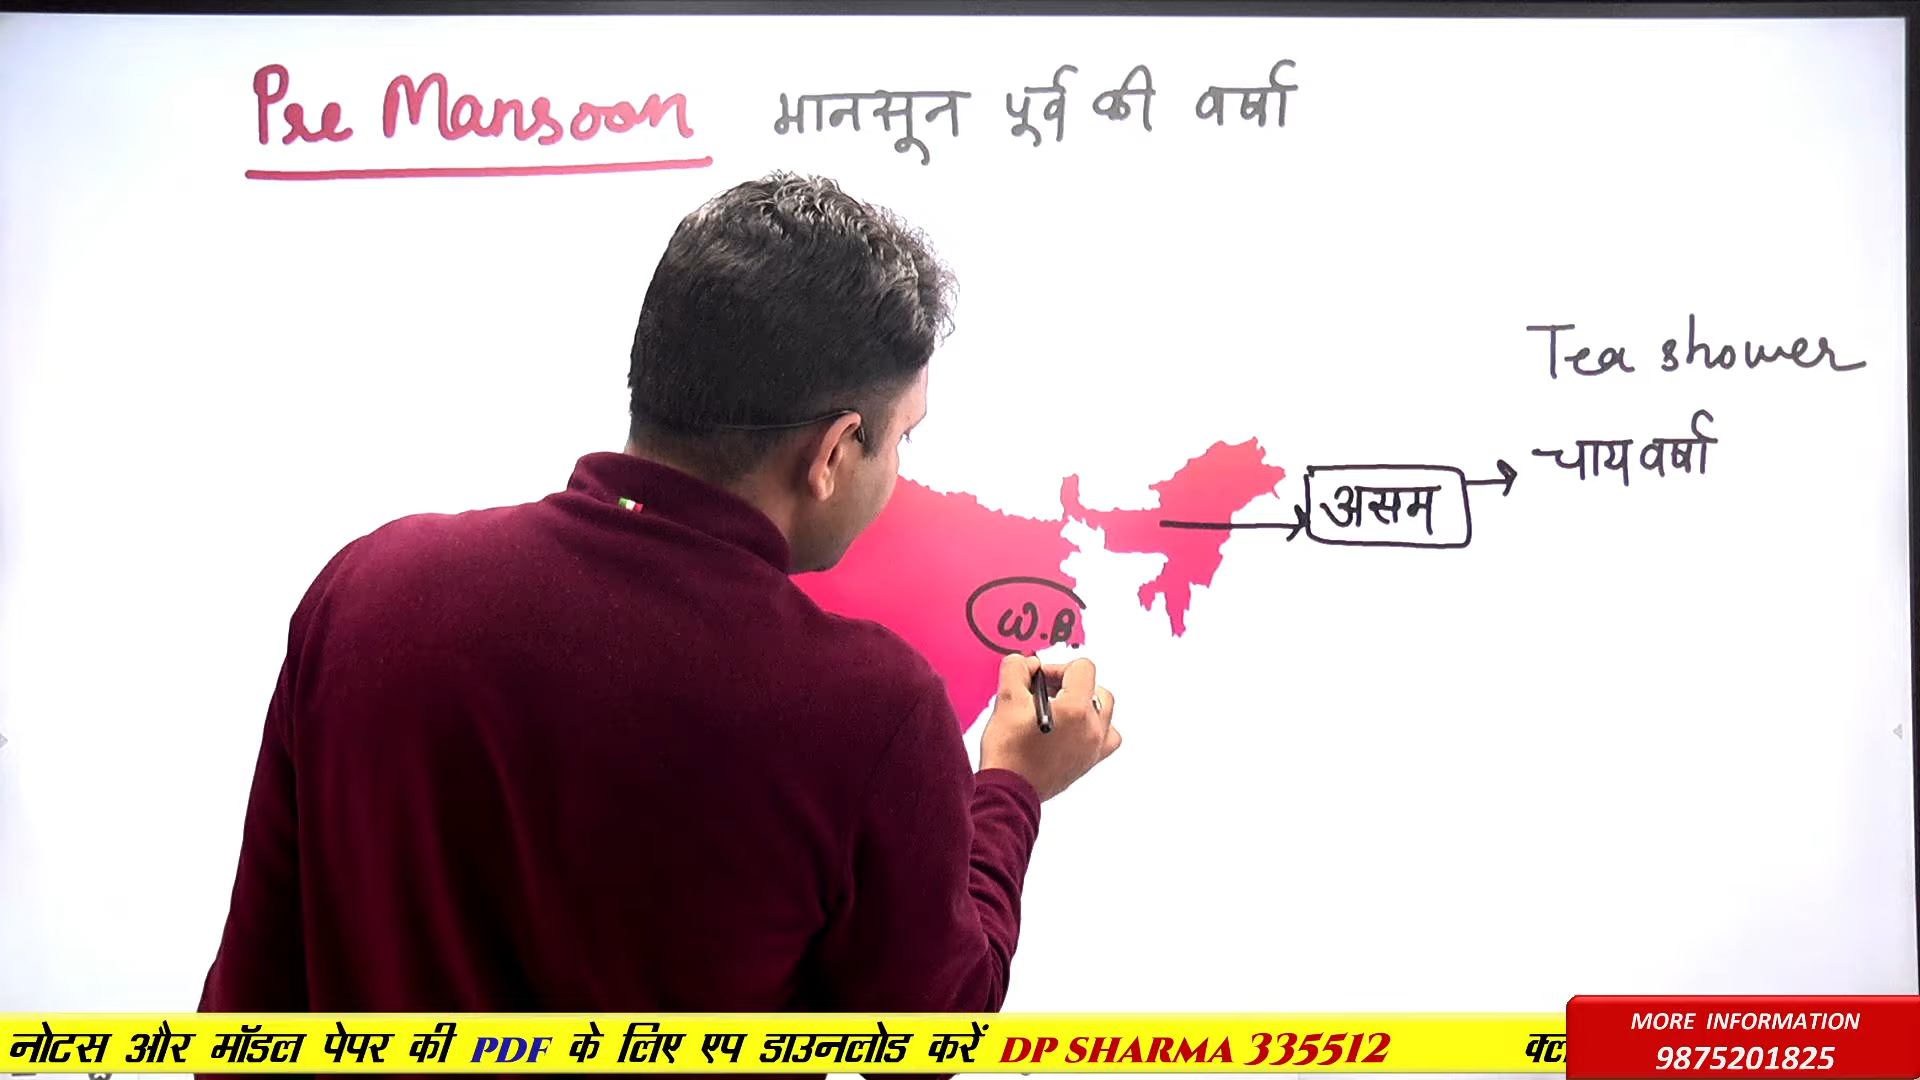 Pre Mansoon मानसून पूर्व की वर्षा
Tea shower
चाय वर्षा
असम
W.B.
नोटस और मॉडल पेपर की PDF के लिए एप डाउनलोड करें DP SHARMA 335512
MORE INFORMATION
9875201825